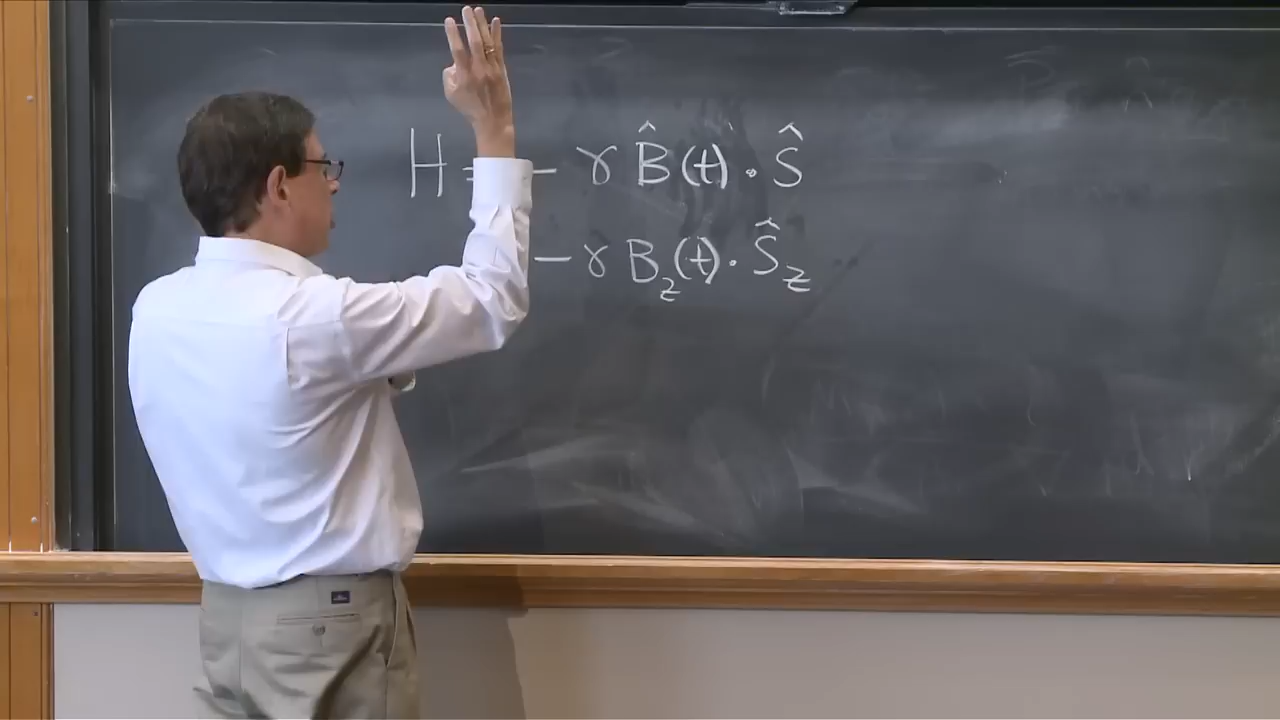 H = - γ B̂(t) · Ŝ
- γ B_z(t) · Ŝ_z